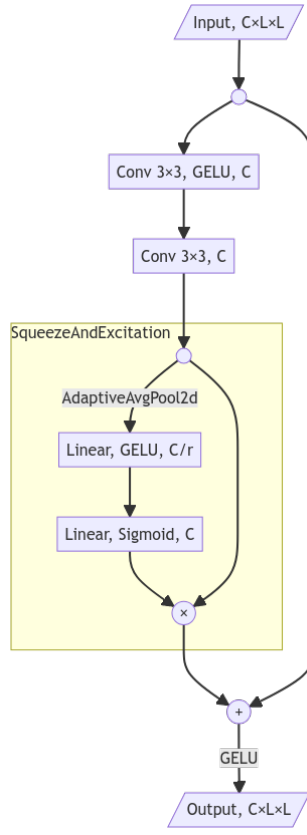 Input, C×L×L
Conv 3×3, GELU, C
Conv 3×3, C
SqueezeAndExcitation
AdaptiveAvgPool2d
Linear, GELU, C/r
Linear, Sigmoid, C
×
+
GELU
Output, C×L×L